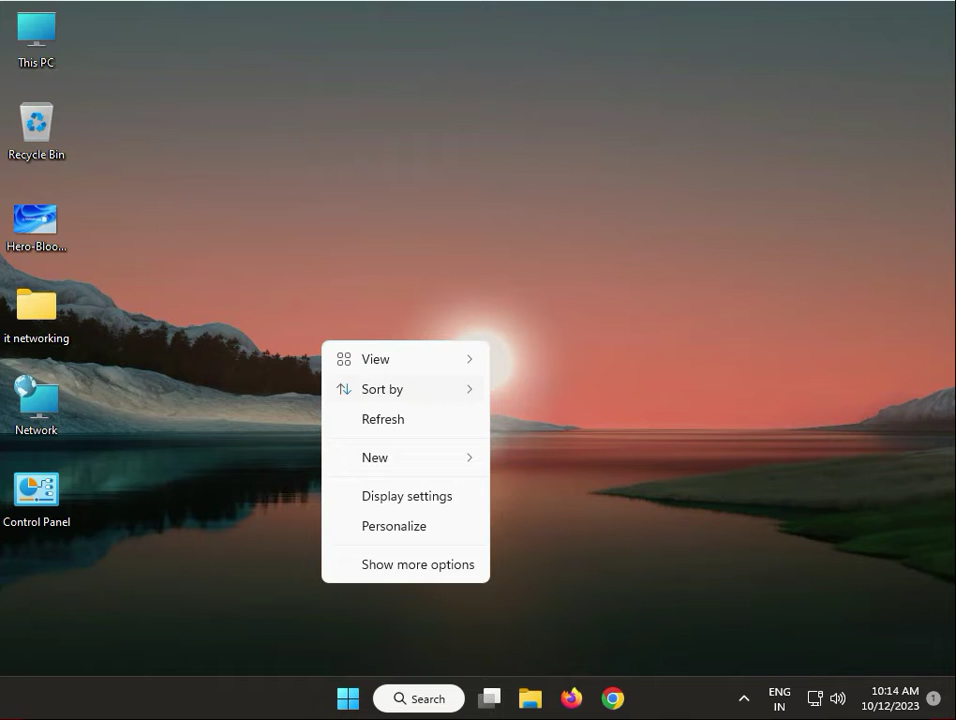 This PC
Recycle Bin
Hero-Bloo...
it networking
Network
Control Panel
View
Sort by
Refresh
New
Display settings
Personalize
Show more options
Search
ENG
IN
10:14 AM
10/12/2023
1